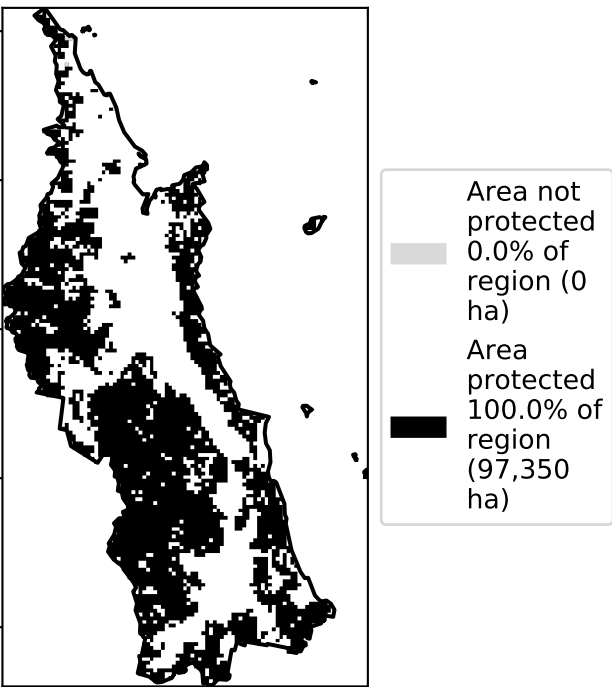 Area not
protected
0.0% of
region (0
ha)
Area
protected
100.0% of
region
(97,350
ha)